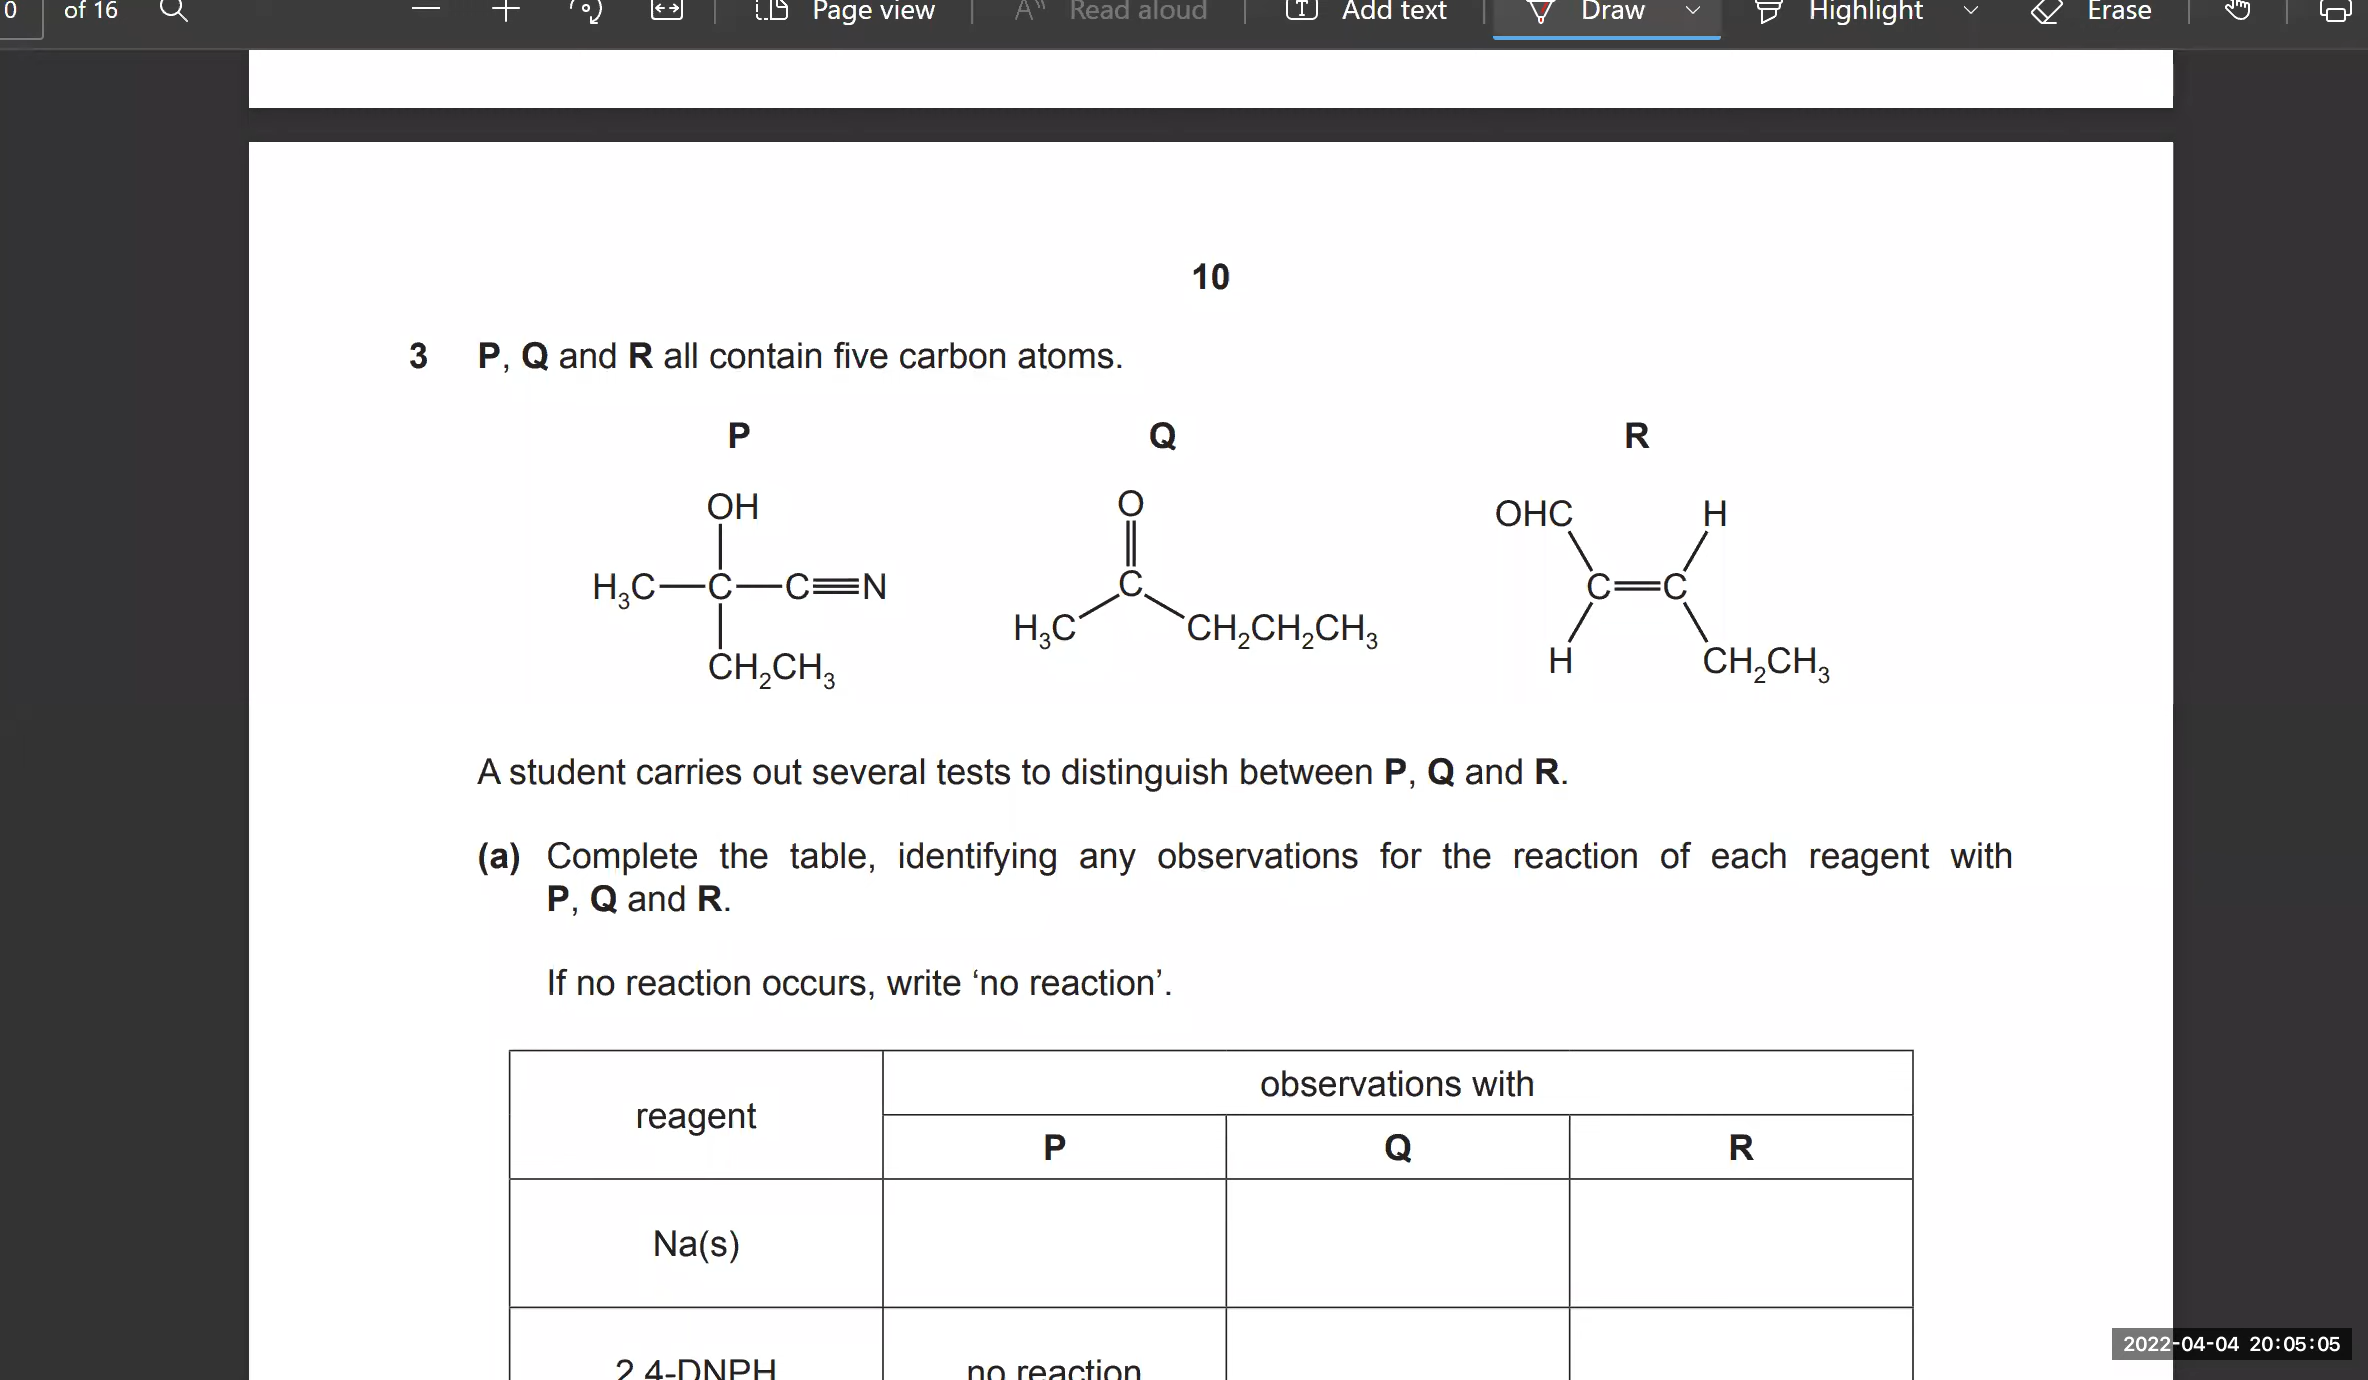 0 of 16 Page view Read aloud Add text Draw Highlight Erase
10
3 P, Q and R all contain five carbon atoms.
P Q R
OH O OHC H
H₃C C C N C C C
H₃C CH₂CH₂CH₃
CH₂CH₃ H CH₂CH₃
A student carries out several tests to distinguish between P, Q and R.
(a) Complete the table, identifying any observations for the reaction of each reagent with
P, Q and R.
If no reaction occurs, write ‘no reaction’.
reagent observations with
P Q R
Na(s)
2,4-DNPH no reaction
2022-04-04 20:05:05